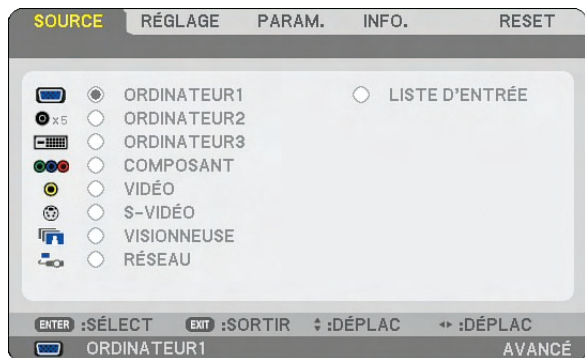 SOURCE RÉGLAGE PARAM. INFO. RESET
ORDINATEUR1 LISTE D'ENTRÉE
x5 ORDINATEUR2
ORDINATEUR3
COMPOSANT
VIDÉO
S-VIDÉO
VISIONNEUSE
RÉSEAU
ENTER :SÉLECT EXIT :SORTIR :DÉPLAC :DÉPLAC
ORDINATEUR1 AVANCÉ